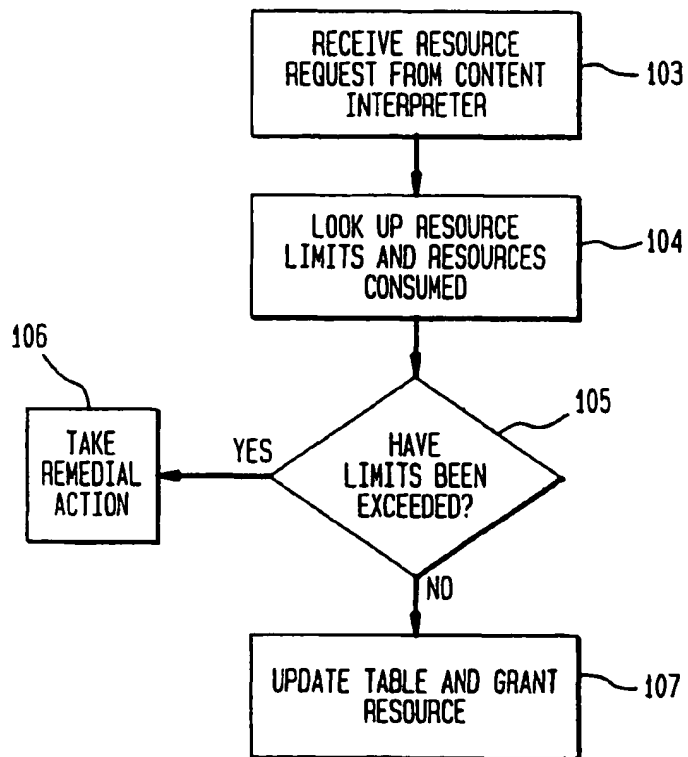 RECEIVE RESOURCE
REQUEST FROM CONTENT
INTERPRETER
103
LOOK UP RESOURCE
LIMITS AND RESOURCES
CONSUMED
104
106
TAKE
REMEDIAL
ACTION
YES
HAVE
LIMITS BEEN
EXCEEDED?
105
NO
UPDATE TABLE AND GRANT
RESOURCE
107